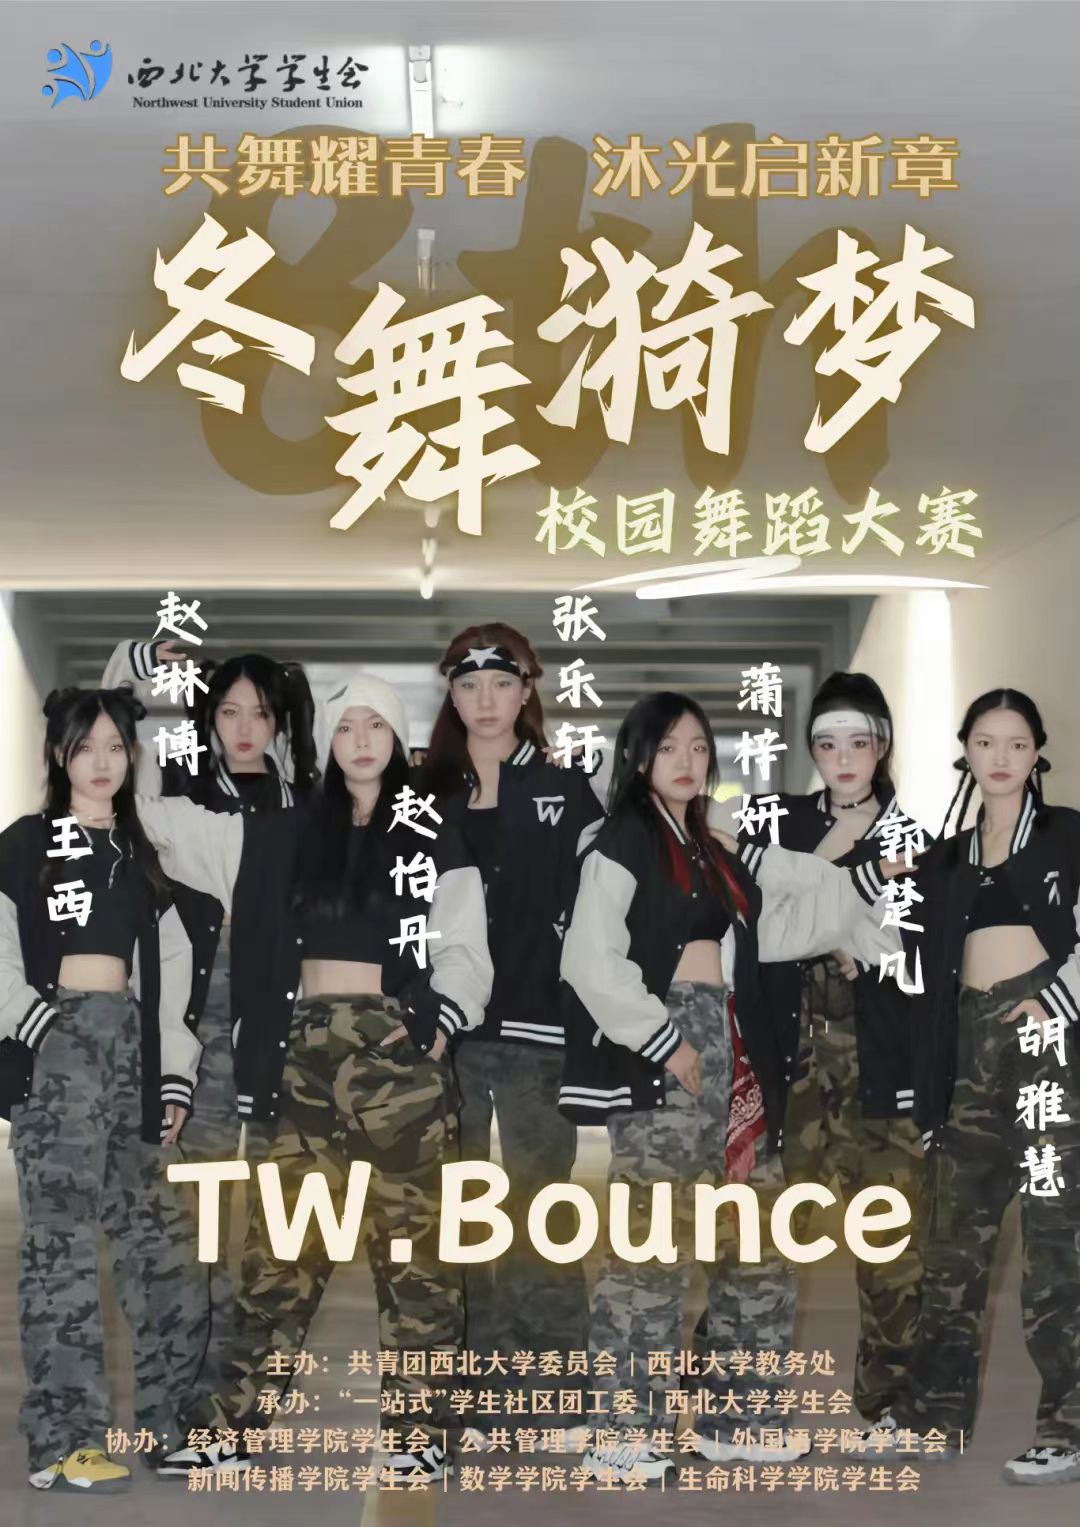 西北大学学生会
Northwest University Student Union
共舞耀青春 沐光启新章
8th
冬舞漪梦
校园舞蹈大赛
赵琳博
张乐轩
蒲梓妍
王西
赵怡丹
郭楚凡
胡雅慧
TW
TW.Bounce
主办：共青团西北大学委员会|西北大学教务处
承办：“一站式”学生社区团工委|西北大学学生会
协办：经济管理学院学生会|公共管理学院学生会|外国语学院学生会|
新闻传播学院学生会|数学学院学生会|生命科学学院学生会